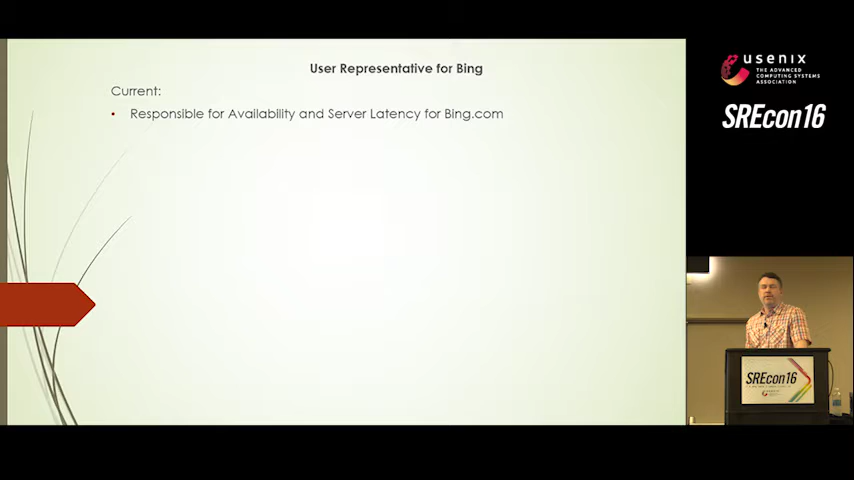 User Representative for Bing
Current:
• Responsible for Availability and Server Latency for Bing.com
usenix
THE ADVANCED
COMPUTING SYSTEMS
ASSOCIATION
SREcon16
SREcon16